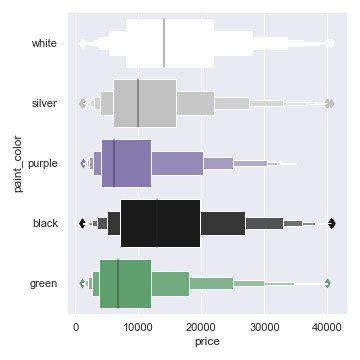 white
silver
purple
black
green
paint_color
0 10000 20000 30000 40000
price